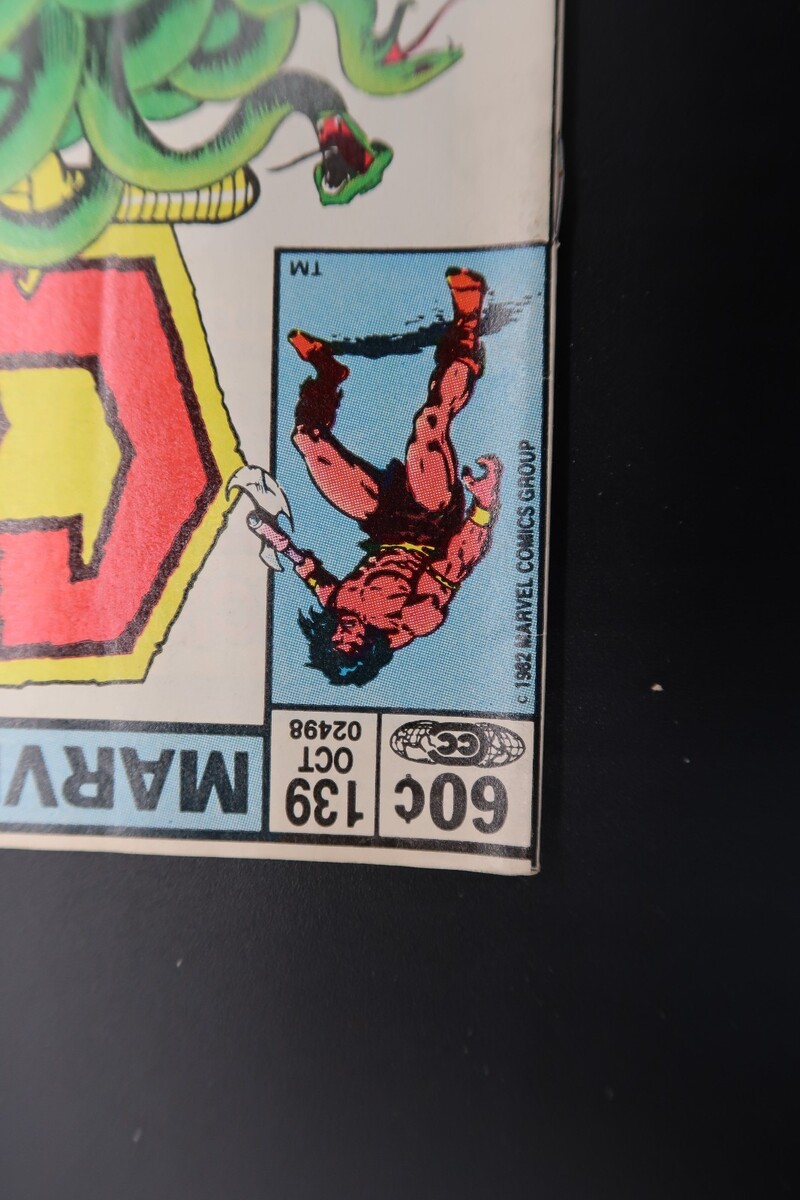 MARV
60¢
139
OCT
02498
CC
© 1982 MARVEL COMICS GROUP
TM